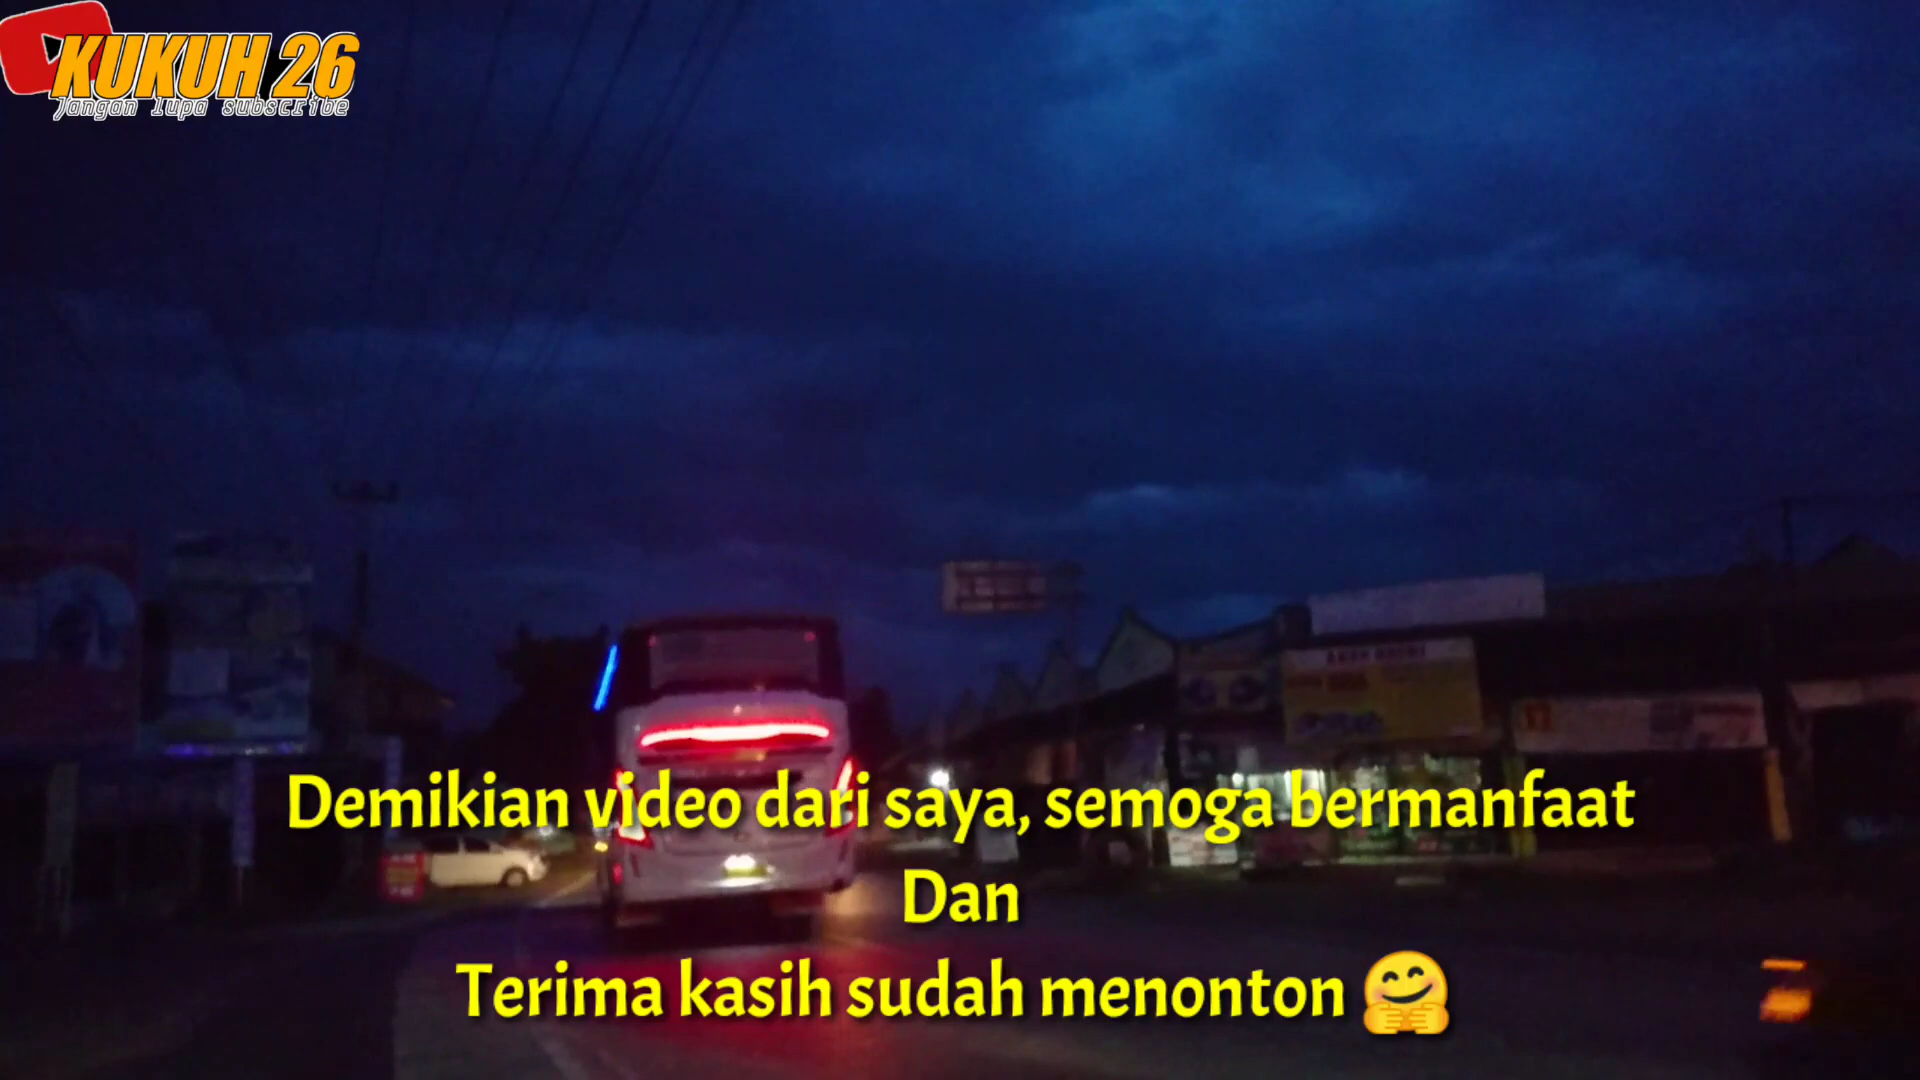 KUKUH 26
jangan lupa subscribe
Demikian video dari saya, semoga bermanfaat
Dan
Terima kasih sudah menonton 🤗